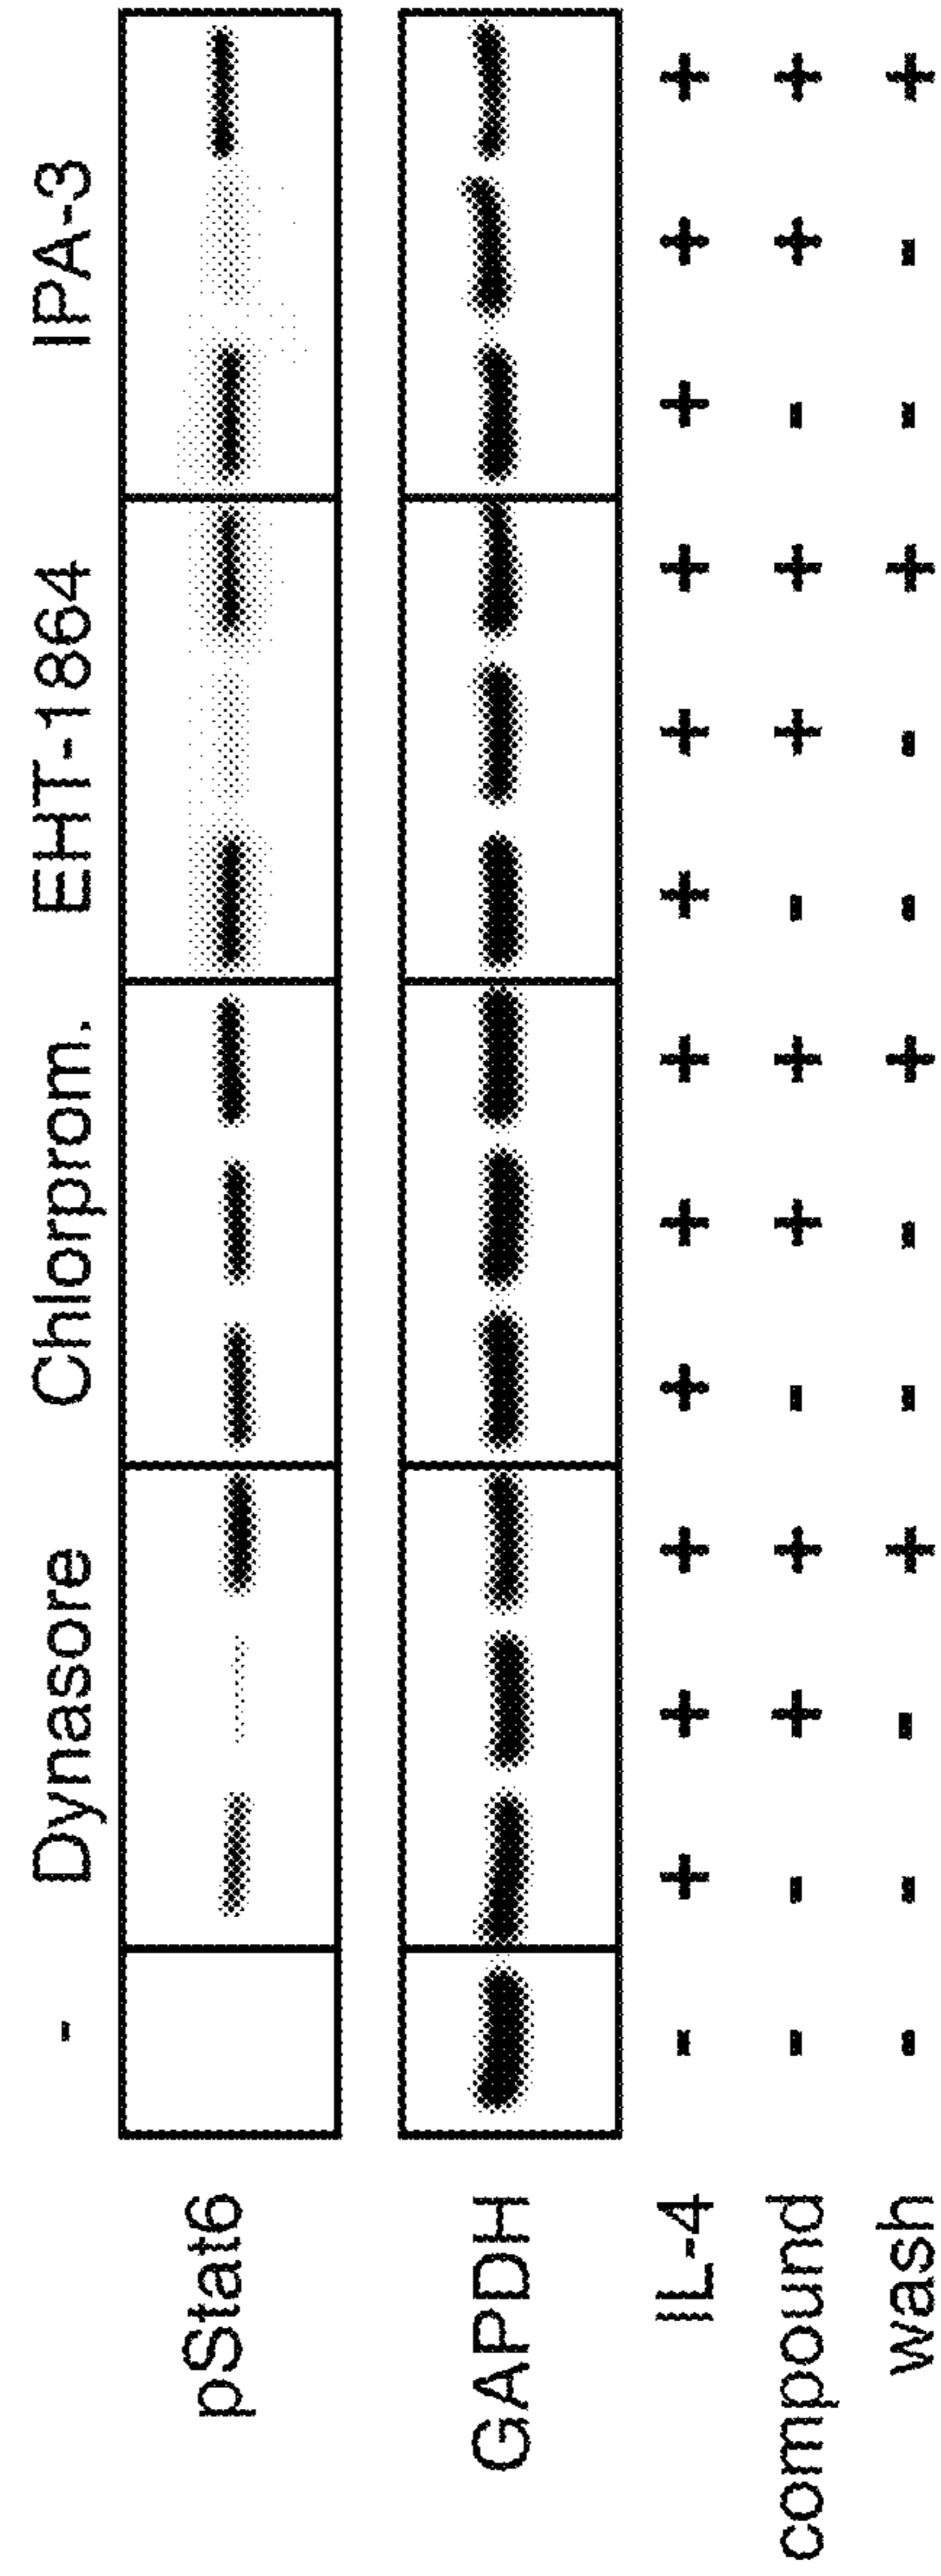 - Dynasore Chlorprom. EHT-1864 IPA-3
pStat6
GAPDH
IL-4 - + + + + + + + + + + + +
compound - - + + - + + - + + - + +
wash - - - + - - + - - + - - +